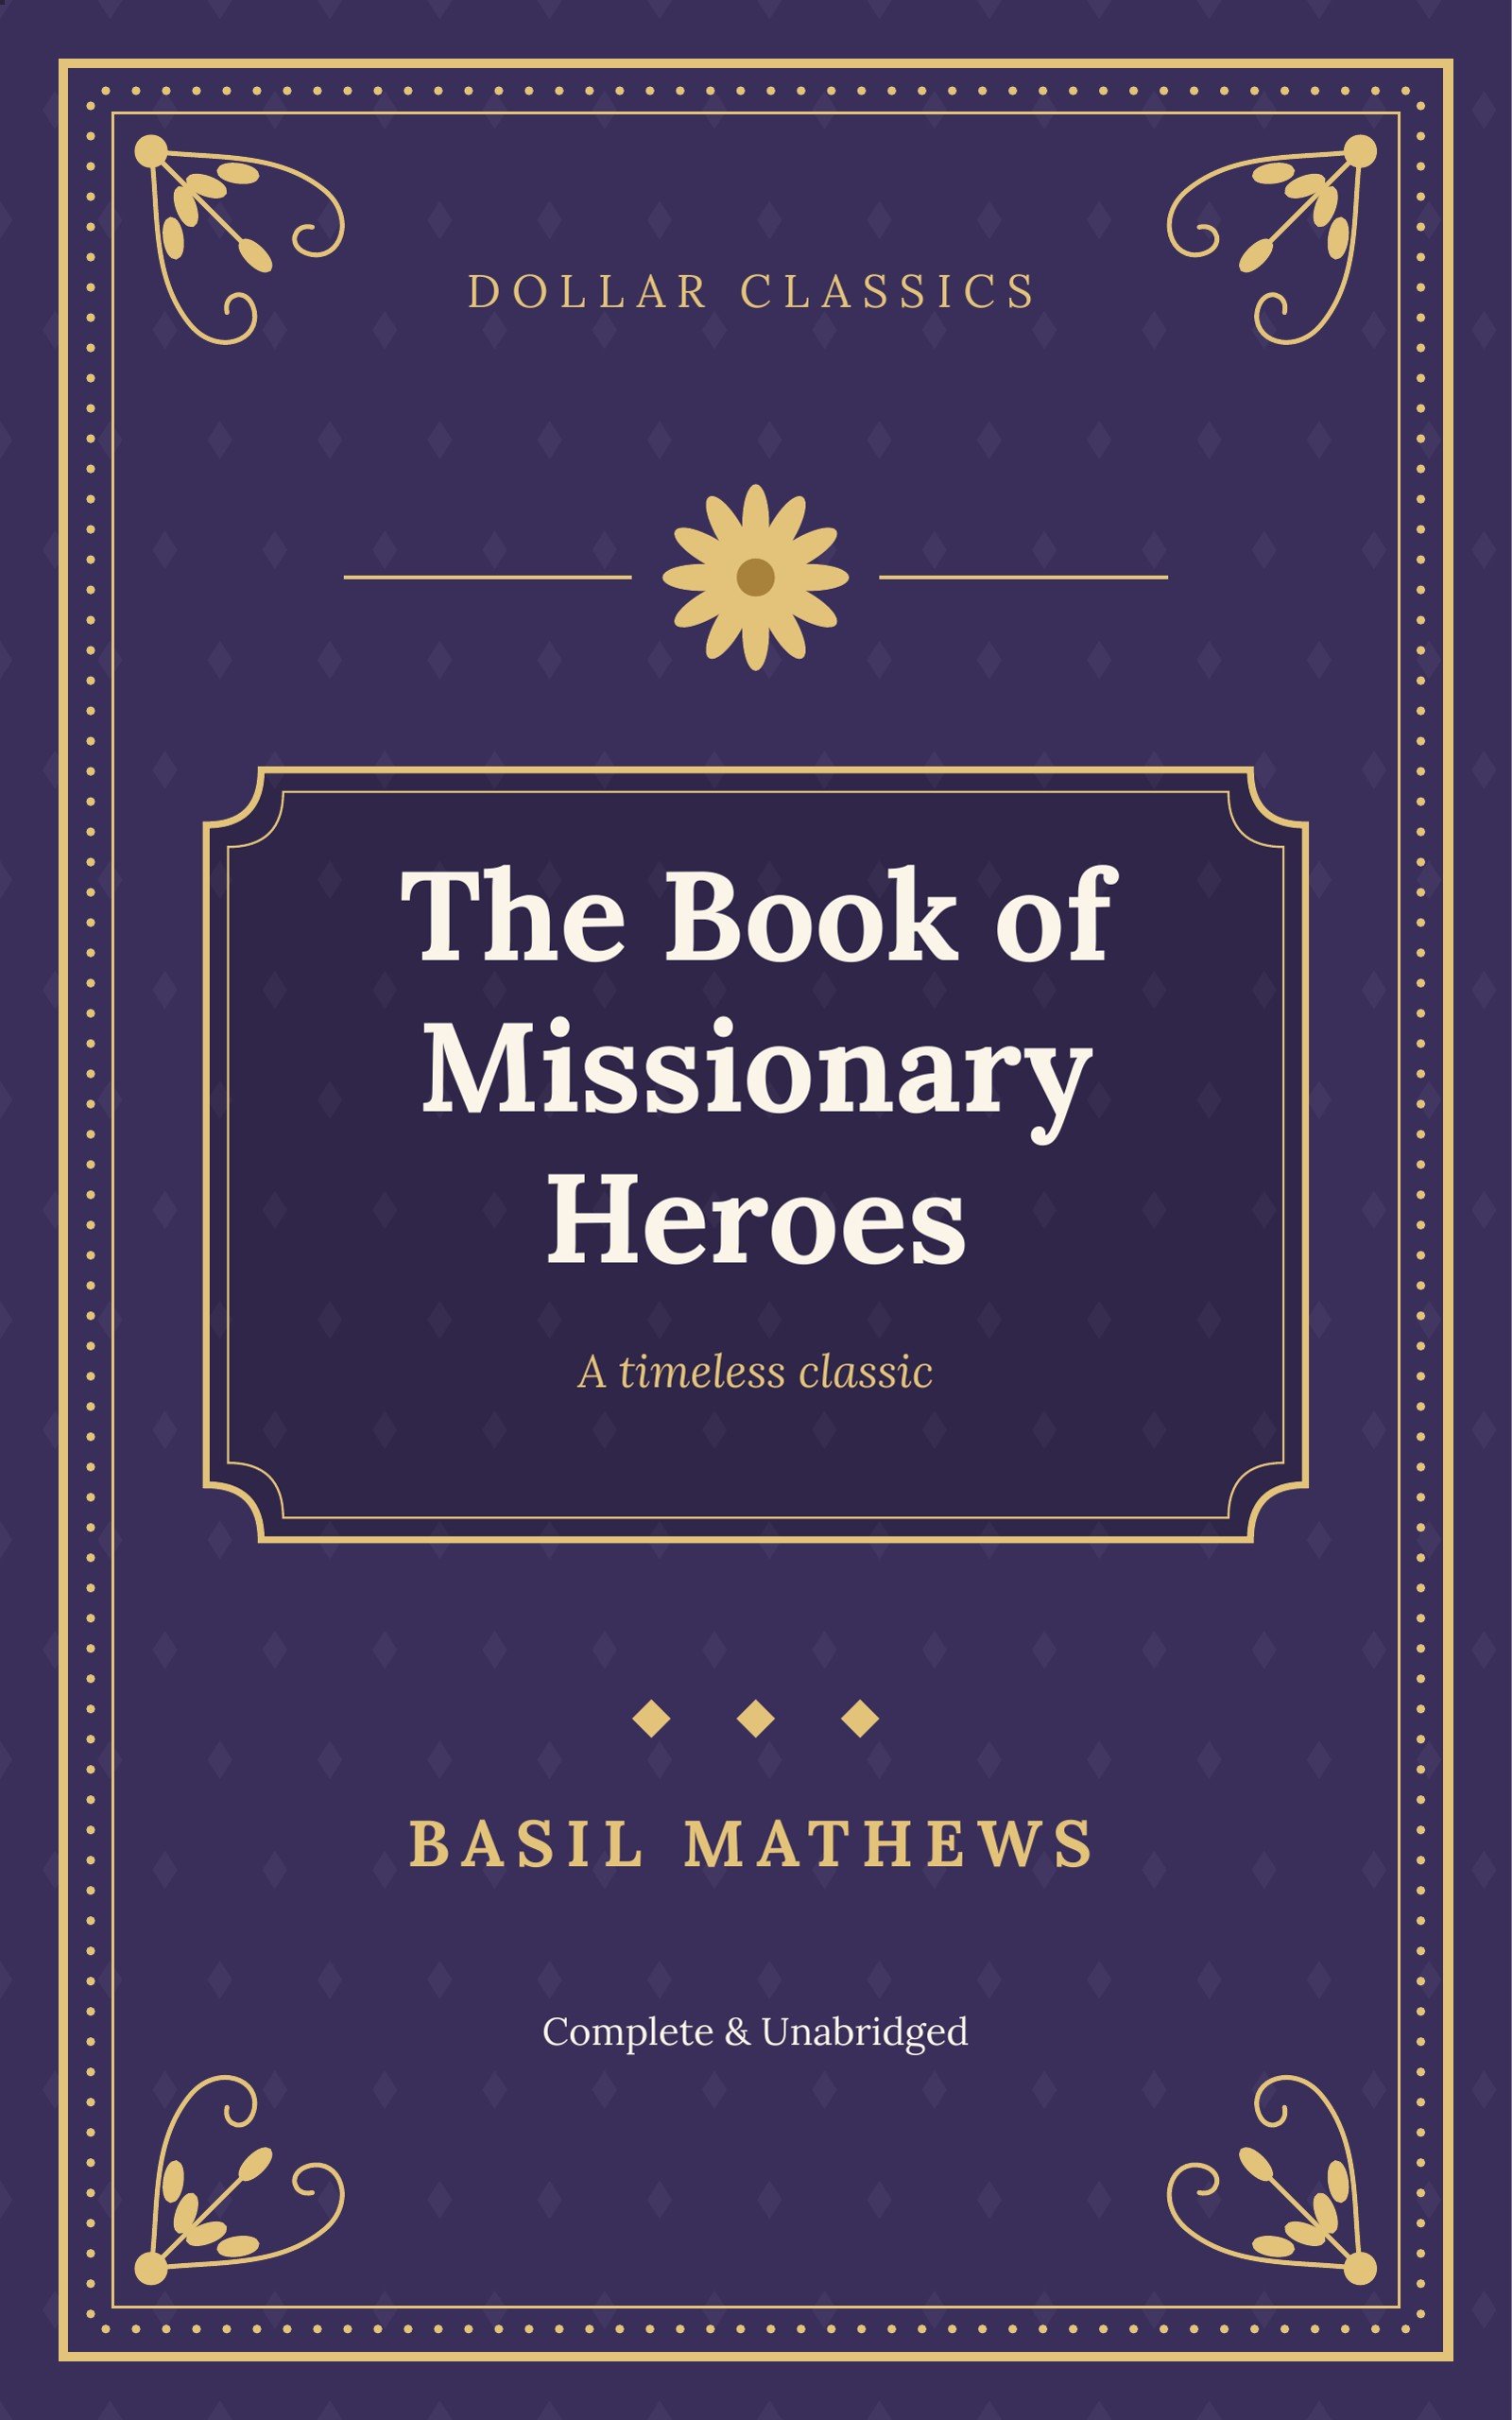 DOLLAR CLASSICS
The Book of
Missionary
Heroes
A timeless classic
BASIL MATHEWS
Complete & Unabridged